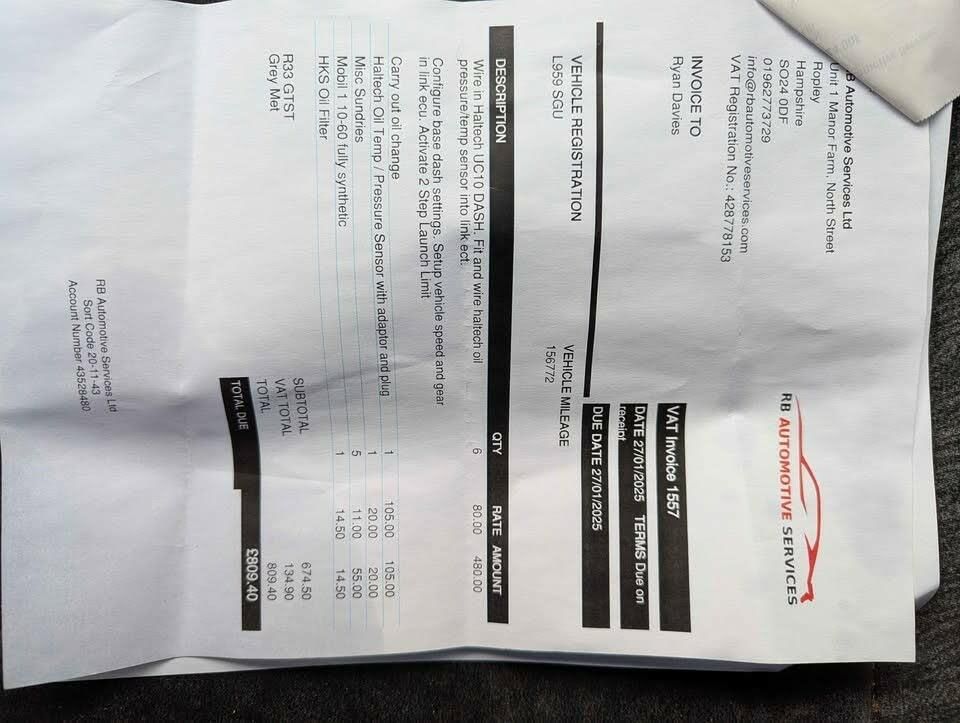 RB AUTOMOTIVE SERVICES
B Automotive Services Ltd
Unit 1 Manor Farm. North Street
Ropley
Hampshire
SO24 0DF
01962773729
info@rbautomotiveservices.com
VAT Registration No.: 428778153
INVOICE TO
Ryan Davies
VAT Invoice 1557
DATE 27/01/2025 TERMS Due on
receipt
DUE DATE 27/01/2025
VEHICLE REGISTRATION VEHICLE MILEAGE
L959 SGU 156772
DESCRIPTION QTY RATE AMOUNT
Wire in Haltech UC10 DASH. Fit and wire haltech oil 6 80.00 480.00
pressure/temp sensor into link ect.
Configure base dash settings. Setup vehicle speed and gear
in link ecu. Activate 2 Step Launch Limit
Carry out oil change
Haltech Oil Temp / Pressure Sensor with adaptor and plug 1 105.00 105.00
Misc Sundries 1 20.00 20.00
Mobil 1 10-60 fully synthetic 5 11.00 55.00
HKS Oil Filter 1 14.50 14.50
R33 GTST
Grey Met
SUBTOTAL 674.50
VAT TOTAL 134.90
TOTAL 809.40
TOTAL DUE £809.40
RB Automotive Services Ltd
Sort Code 20-11-43
Account Number 43528480